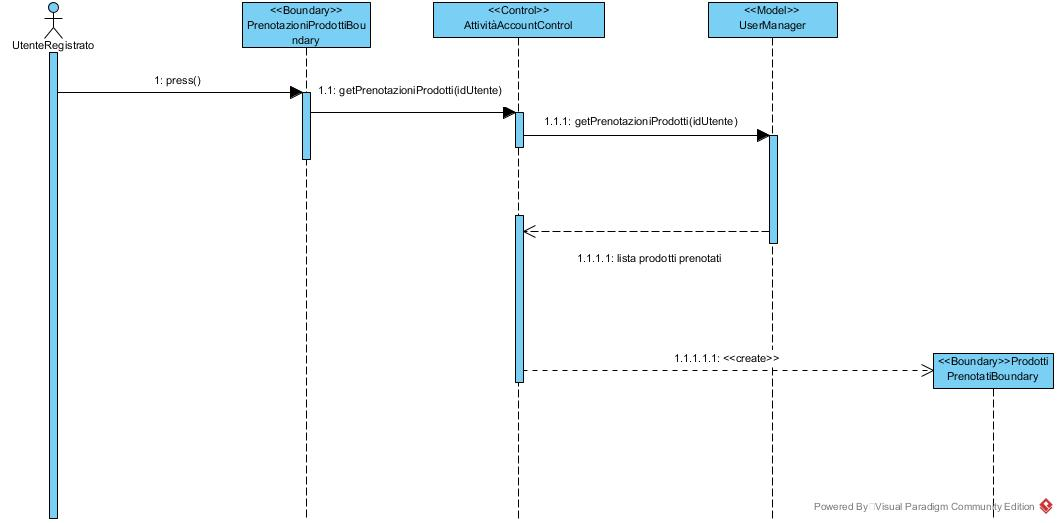 UtenteRegistrato
<<Boundary>>
PrenotazioniProdottiBou
ndary
<<Control>>
AttivitàAccountControl
<<Model>>
UserManager
1: press()
1.1: getPrenotazioniProdotti(idUtente)
1.1.1: getPrenotazioniProdotti(idUtente)
1.1.1.1: lista prodotti prenotati
1.1.1.1.1: <<create>>
<<Boundary>>Prodotti
PrenotatiBoundary
Powered By Visual Paradigm Community Edition